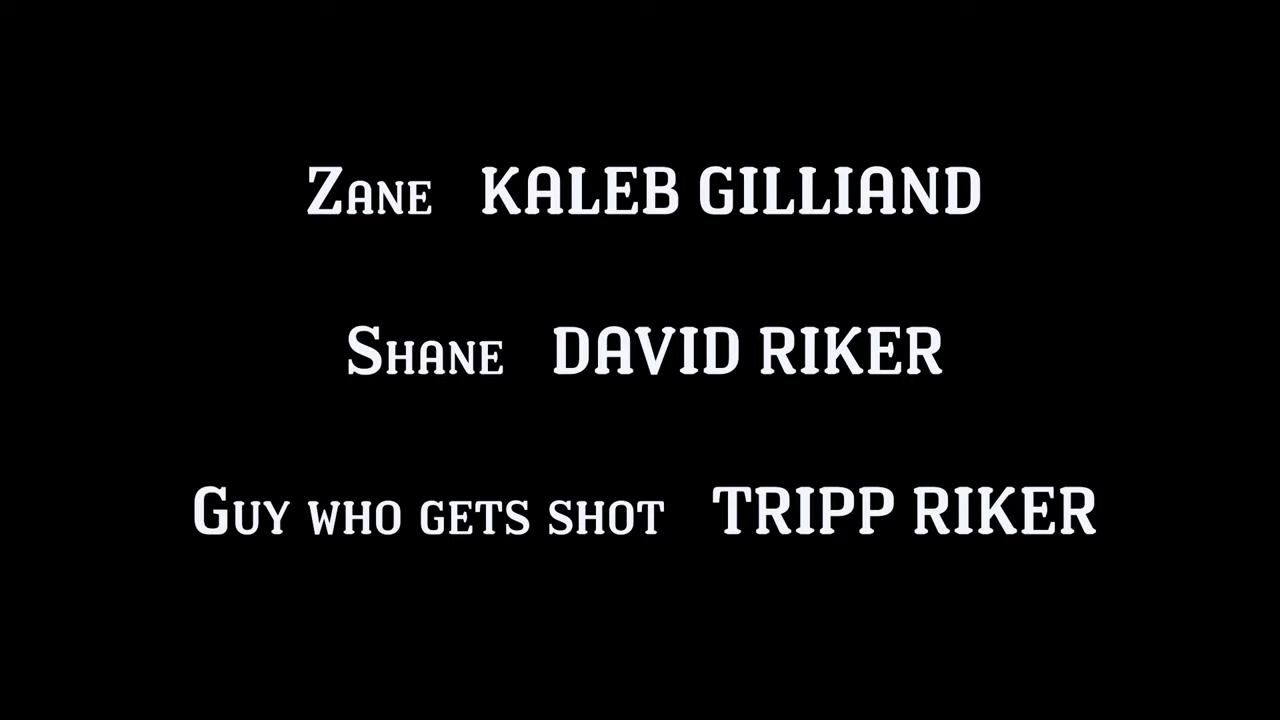 Zane KALEB GILLIAND
Shane DAVID RIKER
Guy who gets shot TRIPP RIKER